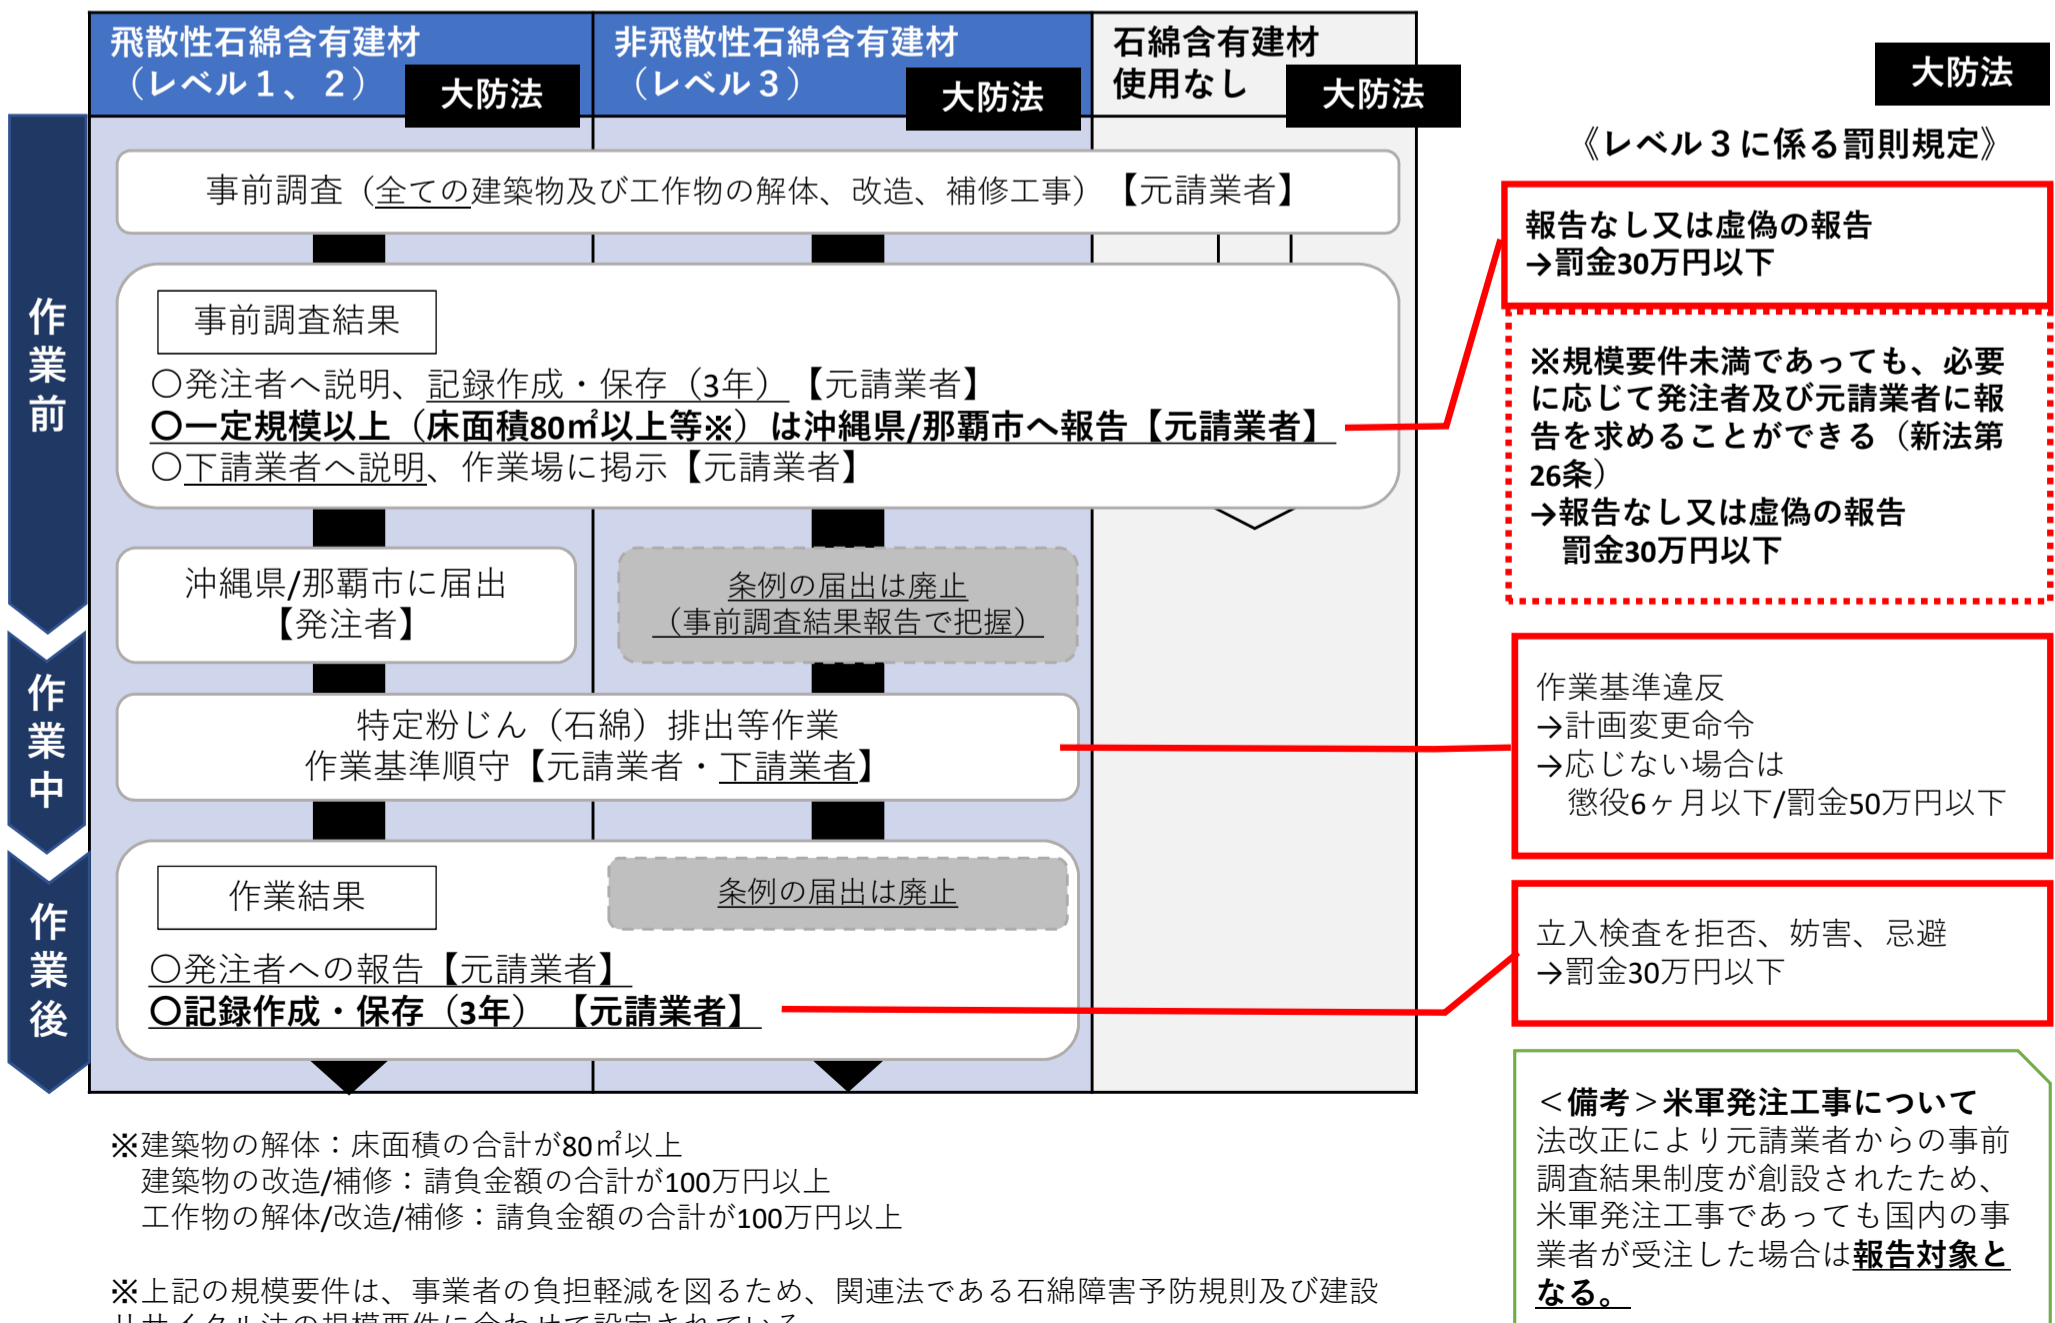 飛散性石綿含有建材
（レベル１、２）
大防法
非飛散性石綿含有建材
（レベル３）
大防法
石綿含有建材
使用なし
大防法
作業前
事前調査（全ての建築物及び工作物の解体、改造、補修工事）【元請業者】
事前調査結果
○発注者へ説明、記録作成・保存（3年）【元請業者】
○一定規模以上（床面積80㎡以上等※）は沖縄県/那覇市へ報告【元請業者】
○下請業者へ説明、作業場に掲示【元請業者】
沖縄県/那覇市に届出
【発注者】
条例の届出は廃止
（事前調査結果報告で把握）
作業中
特定粉じん（石綿）排出等作業
作業基準順守【元請業者・下請業者】
作業後
作業結果
条例の届出は廃止
○発注者への報告【元請業者】
○記録作成・保存（3年）【元請業者】
※建築物の解体：床面積の合計が80㎡以上
建築物の改造/補修：請負金額の合計が100万円以上
工作物の解体/改造/補修：請負金額の合計が100万円以上
※上記の規模要件は、事業者の負担軽減を図るため、関連法である石綿障害予防規則及び建設
リサイクル法の規模要件に合わせて設定されている
大防法
《レベル３に係る罰則規定》
報告なし又は虚偽の報告
→罰金30万円以下
※規模要件未満であっても、必要
に応じて発注者及び元請業者に報
告を求めることができる（新法第
26条）
→報告なし又は虚偽の報告
罰金30万円以下
作業基準違反
→計画変更命令
→応じない場合は
懲役6ヶ月以下/罰金50万円以下
立入検査を拒否、妨害、忌避
→罰金30万円以下
＜備考＞米軍発注工事について
法改正により元請業者からの事前
調査結果制度が創設されたため、
米軍発注工事であっても国内の事
業者が受注した場合は報告対象と
なる。